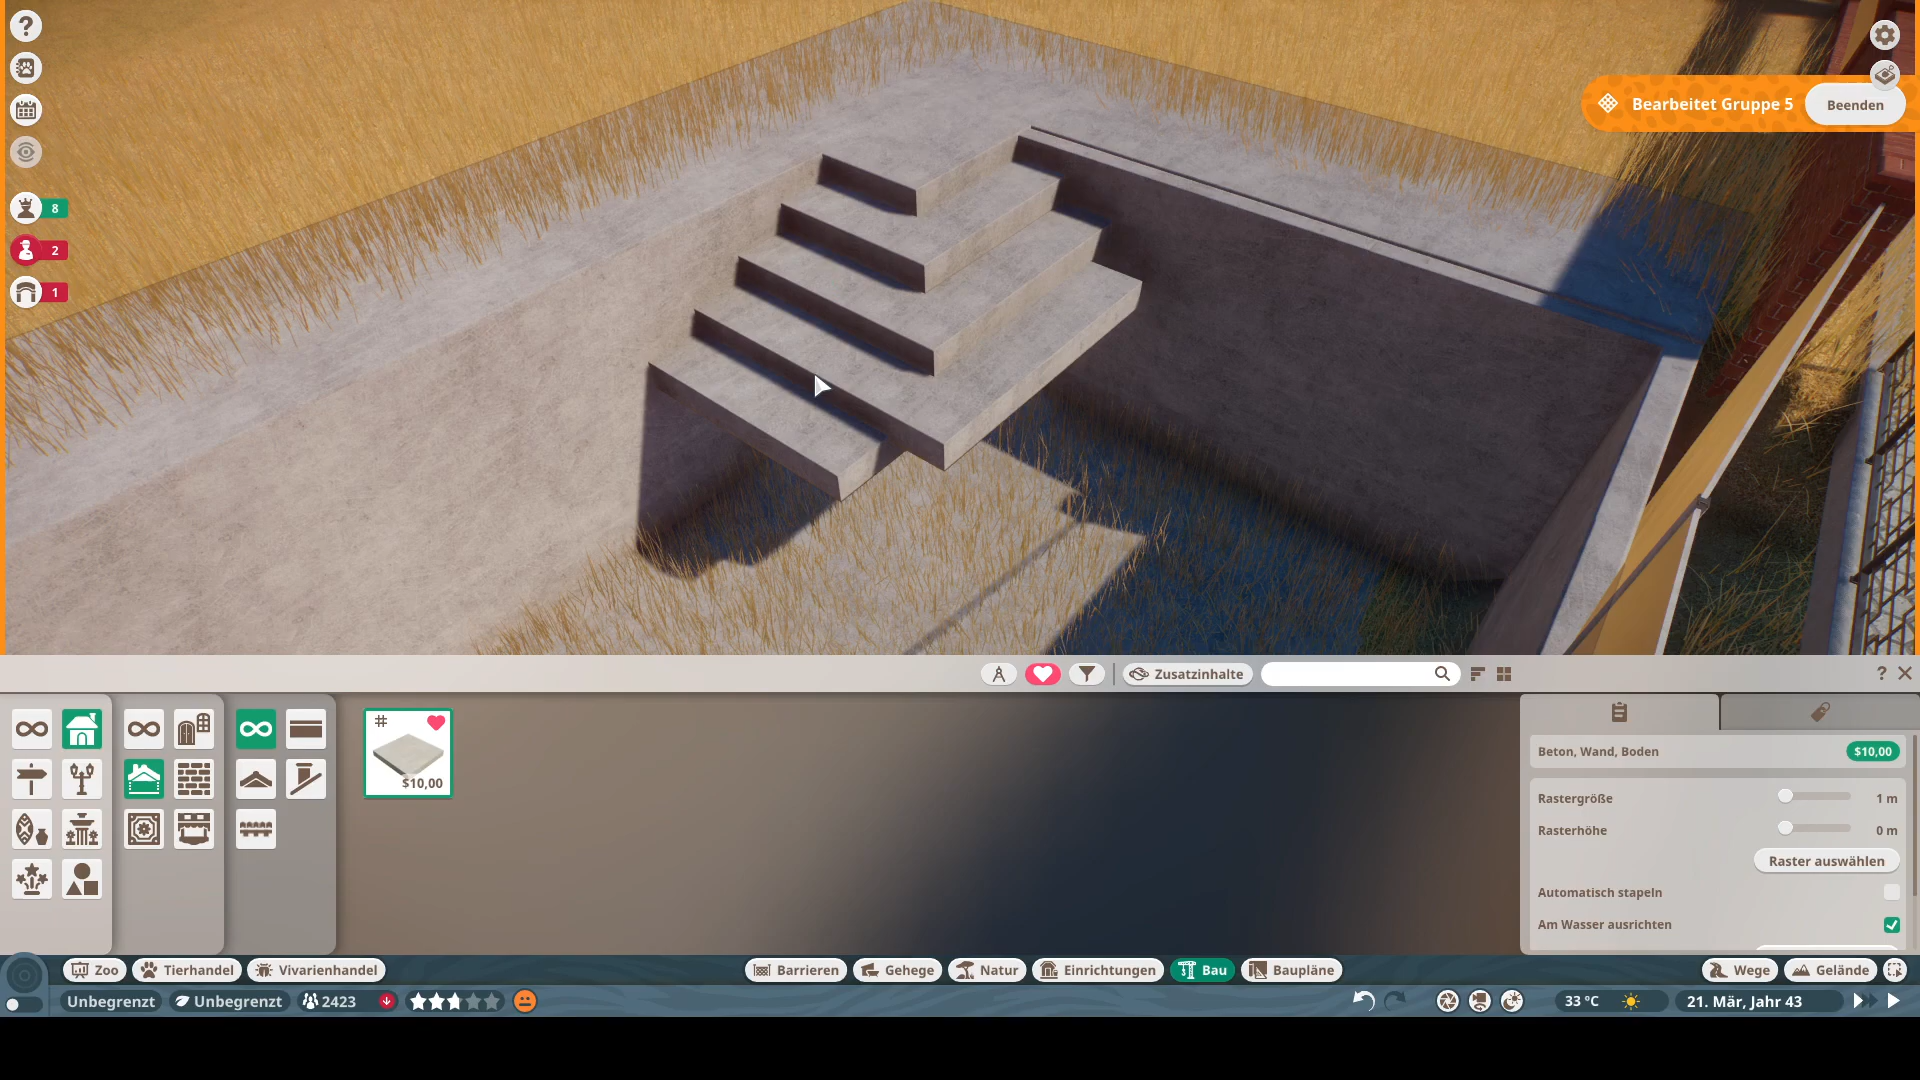 Bearbeitet Gruppe 5
Beenden
8
2
1
Zusatzinhalte
?
$10,00
Beton, Wand, Boden
$10,00
Rastergröße
1 m
Rasterhöhe
0 m
Raster auswählen
Automatisch stapeln
Am Wasser ausrichten
Zoo
Tierhandel
Vivarienhandel
Barrieren
Gehege
Natur
Einrichtungen
Bau
Baupläne
Wege
Gelände
Unbegrenzt
Unbegrenzt
2423
33 °C
21. Mär, Jahr 43